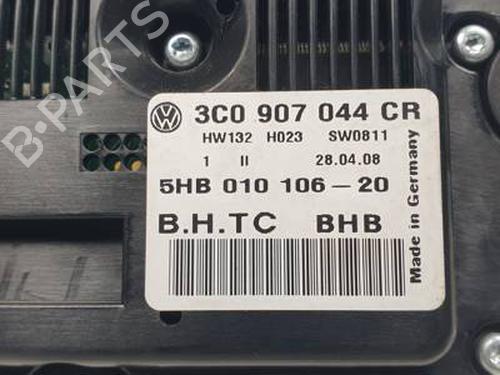 3C0 907 044 CR
HW132 H023 SW0811
1 II 28.04.08
5HB 010 106-20
B.H.TC BHB
Made in Germany
B-PARTS